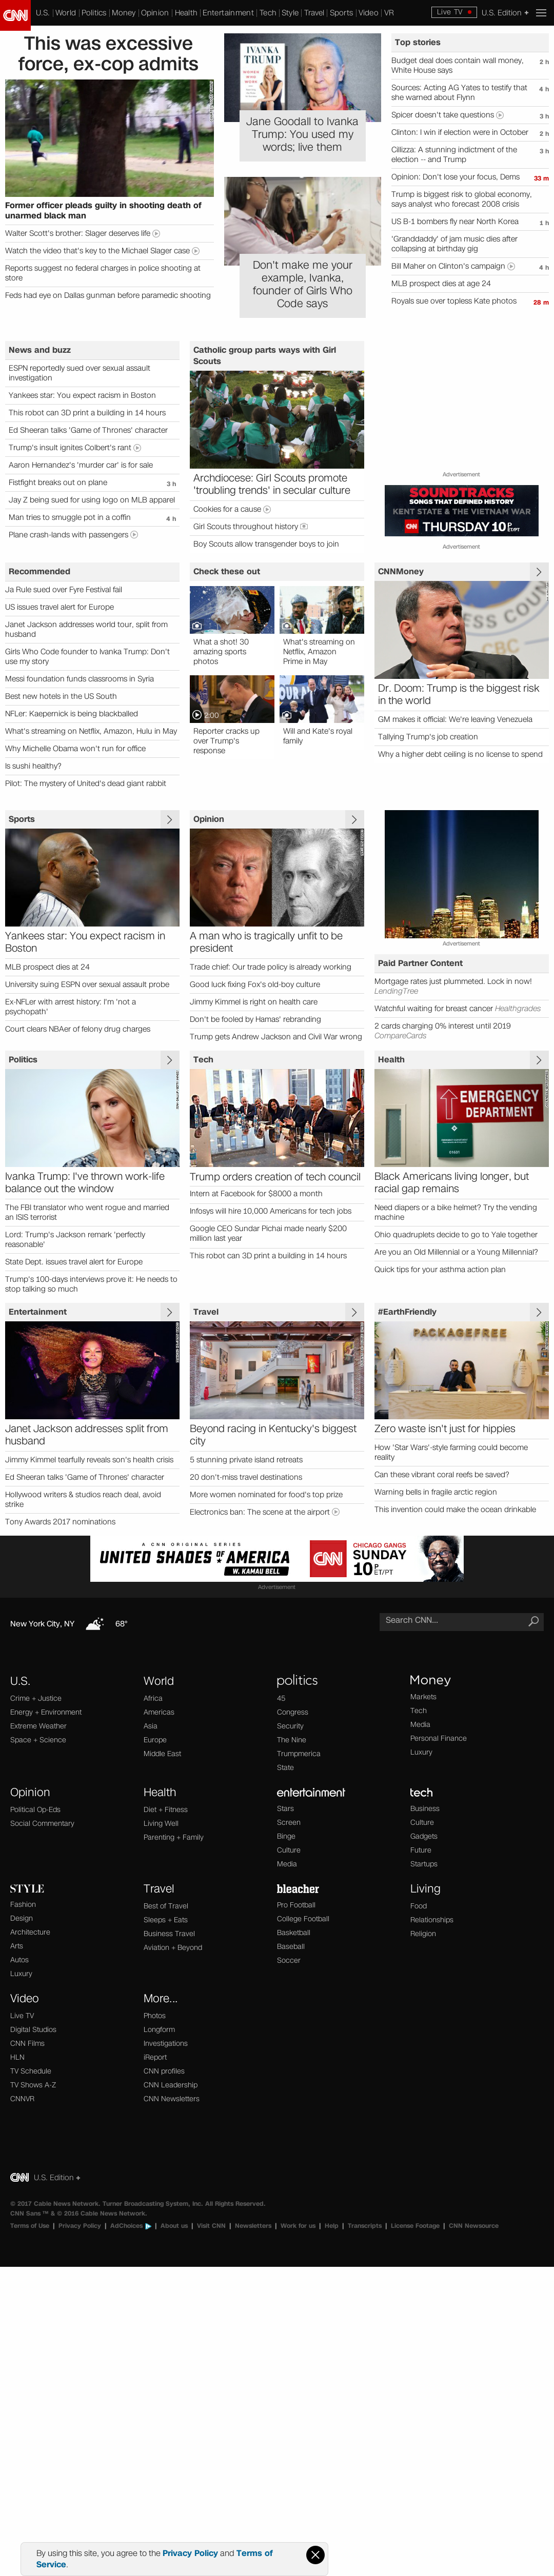 CNN
U.S. World Politics Money Opinion Health Entertainment Tech Style Travel Sports Video VR
Live TV
U.S. Edition +
This was excessive
force, ex-cop admits
Former officer pleads guilty in shooting death of
unarmed black man
Walter Scott's brother: Slager deserves life
Watch the video that's key to the Michael Slager case
Reports suggest no federal charges in police shooting at
store
Feds had eye on Dallas gunman before paramedic shooting
IVANKA
TRUMP
Jane Goodall to Ivanka
Trump: You used my
words; live them
Don't make me your
example, Ivanka,
founder of Girls Who
Code says
Top stories
Budget deal does contain wall money,
White House says
2 h
Sources: Acting AG Yates to testify that
she warned about Flynn
4 h
Spicer doesn't take questions
3 h
Clinton: I win if election were in October
2 h
Cillizza: A stunning indictment of the
election -- and Trump
3 h
Opinion: Don't lose your focus, Dems
33 m
Trump is biggest risk to global economy,
says analyst who forecast 2008 crisis
US B-1 bombers fly near North Korea
1 h
'Granddaddy' of jam music dies after
collapsing at birthday gig
Bill Maher on Clinton's campaign
4 h
MLB prospect dies at age 24
Royals sue over topless Kate photos
28 m
News and buzz
ESPN reportedly sued over sexual assault
investigation
Yankees star: You expect racism in Boston
This robot can 3D print a building in 14 hours
Ed Sheeran talks 'Game of Thrones' character
Trump's insult ignites Colbert's rant
Aaron Hernandez's 'murder car' is for sale
Fistfight breaks out on plane
3 h
Jay Z being sued for using logo on MLB apparel
Man tries to smuggle pot in a coffin
4 h
Plane crash-lands with passengers
Catholic group parts ways with Girl
Scouts
Archdiocese: Girl Scouts promote
'troubling trends' in secular culture
Cookies for a cause
Girl Scouts throughout history
Boy Scouts allow transgender boys to join
Advertisement
SOUNDTRACKS
SONGS THAT DEFINED HISTORY
KENT STATE & THE VIETNAM WAR
CNN THURSDAY 10 P ET/PT
Advertisement
Recommended
Ja Rule sued over Fyre Festival fail
US issues travel alert for Europe
Janet Jackson addresses world tour, split from
husband
Girls Who Code founder to Ivanka Trump: Don't
use my story
Messi foundation funds classrooms in Syria
Best new hotels in the US South
NFLer: Kaepernick is being blackballed
What's streaming on Netflix, Amazon, Hulu in May
Why Michelle Obama won't run for office
Is sushi healthy?
Pilot: The mystery of United's dead giant rabbit
Check these out
What a shot! 30
amazing sports
photos
What's streaming on
Netflix, Amazon
Prime in May
2:00
Reporter cracks up
over Trump's
response
Will and Kate's royal
family
CNNMoney
Dr. Doom: Trump is the biggest risk
in the world
GM makes it official: We're leaving Venezuela
Tallying Trump's job creation
Why a higher debt ceiling is no license to spend
Sports
Yankees star: You expect racism in
Boston
MLB prospect dies at 24
University suing ESPN over sexual assault probe
Ex-NFLer with arrest history: I'm 'not a
psychopath'
Court clears NBAer of felony drug charges
Opinion
A man who is tragically unfit to be
president
Trade chief: Our trade policy is already working
Good luck fixing Fox's old-boy culture
Jimmy Kimmel is right on health care
Don't be fooled by Hamas' rebranding
Trump gets Andrew Jackson and Civil War wrong
Advertisement
Paid Partner Content
Mortgage rates just plummeted. Lock in now!
LendingTree
Watchful waiting for breast cancer Healthgrades
2 cards charging 0% interest until 2019
CompareCards
Politics
Ivanka Trump: I've thrown work-life
balance out the window
The FBI translator who went rogue and married
an ISIS terrorist
Lord: Trump's Jackson remark 'perfectly
reasonable'
State Dept. issues travel alert for Europe
Trump's 100-days interviews prove it: He needs to
stop talking so much
Tech
Trump orders creation of tech council
Intern at Facebook for $8000 a month
Infosys will hire 10,000 Americans for tech jobs
Google CEO Sundar Pichai made nearly $200
million last year
This robot can 3D print a building in 14 hours
Health
EMERGENCY
DEPARTMENT
Black Americans living longer, but
racial gap remains
Need diapers or a bike helmet? Try the vending
machine
Ohio quadruplets decide to go to Yale together
Are you an Old Millennial or a Young Millennial?
Quick tips for your asthma action plan
Entertainment
Janet Jackson addresses split from
husband
Jimmy Kimmel tearfully reveals son's health crisis
Ed Sheeran talks 'Game of Thrones' character
Hollywood writers & studios reach deal, avoid
strike
Tony Awards 2017 nominations
Travel
Beyond racing in Kentucky's biggest
city
5 stunning private island retreats
20 don't-miss travel destinations
More women nominated for food's top prize
Electronics ban: The scene at the airport
#EarthFriendly
PACKAGEFREE
Zero waste isn't just for hippies
How 'Star Wars'-style farming could become
reality
Can these vibrant coral reefs be saved?
Warning bells in fragile arctic region
This invention could make the ocean drinkable
A CNN ORIGINAL SERIES
UNITED SHADES OF AMERICA
W. KAMAU BELL
CNN
CHICAGO GANGS
SUNDAY
10 P ET/PT
Advertisement
New York City, NY
68°
Search CNN...
U.S.
Crime + Justice
Energy + Environment
Extreme Weather
Space + Science
World
Africa
Americas
Asia
Europe
Middle East
politics
45
Congress
Security
The Nine
Trumpmerica
State
Money
Markets
Tech
Media
Personal Finance
Luxury
Opinion
Political Op-Eds
Social Commentary
Health
Diet + Fitness
Living Well
Parenting + Family
entertainment
Stars
Screen
Binge
Culture
Media
tech
Business
Culture
Gadgets
Future
Startups
STYLE
Fashion
Design
Architecture
Arts
Autos
Luxury
Travel
Best of Travel
Sleeps + Eats
Business Travel
Aviation + Beyond
bleacher
Pro Football
College Football
Basketball
Baseball
Soccer
Living
Food
Relationships
Religion
Video
Live TV
Digital Studios
CNN Films
HLN
TV Schedule
TV Shows A-Z
CNNVR
More...
Photos
Longform
Investigations
iReport
CNN profiles
CNN Leadership
CNN Newsletters
CNN U.S. Edition +
© 2017 Cable News Network. Turner Broadcasting System, Inc. All Rights Reserved.
CNN Sans ™ & © 2016 Cable News Network.
Terms of Use | Privacy Policy | AdChoices | About us | Visit CNN | Newsletters | Work for us | Help | Transcripts | License Footage | CNN Newsource
By using this site, you agree to the Privacy Policy and Terms of
Service.